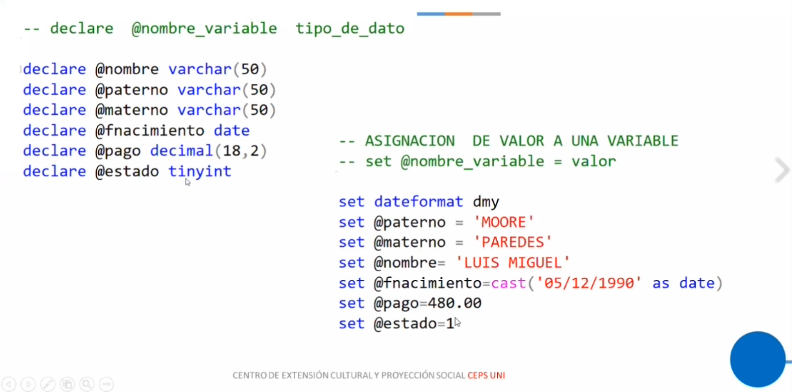 -- declare  @nombre_variable  tipo_de_dato
declare @nombre varchar(50)
declare @paterno varchar(50)
declare @materno varchar(50)
declare @fnacimiento date
declare @pago decimal(18,2)
declare @estado tinyint
-- ASIGNACION  DE VALOR A UNA VARIABLE
-- set @nombre_variable = valor
set dateformat dmy
set @paterno = 'MOORE'
set @materno = 'PAREDES'
set @nombre= 'LUIS MIGUEL'
set @fnacimiento=cast('05/12/1990' as date)
set @pago=480.00
set @estado=1
CENTRO DE EXTENSIÓN CULTURAL Y PROYECCIÓN SOCIAL CEPS UNI